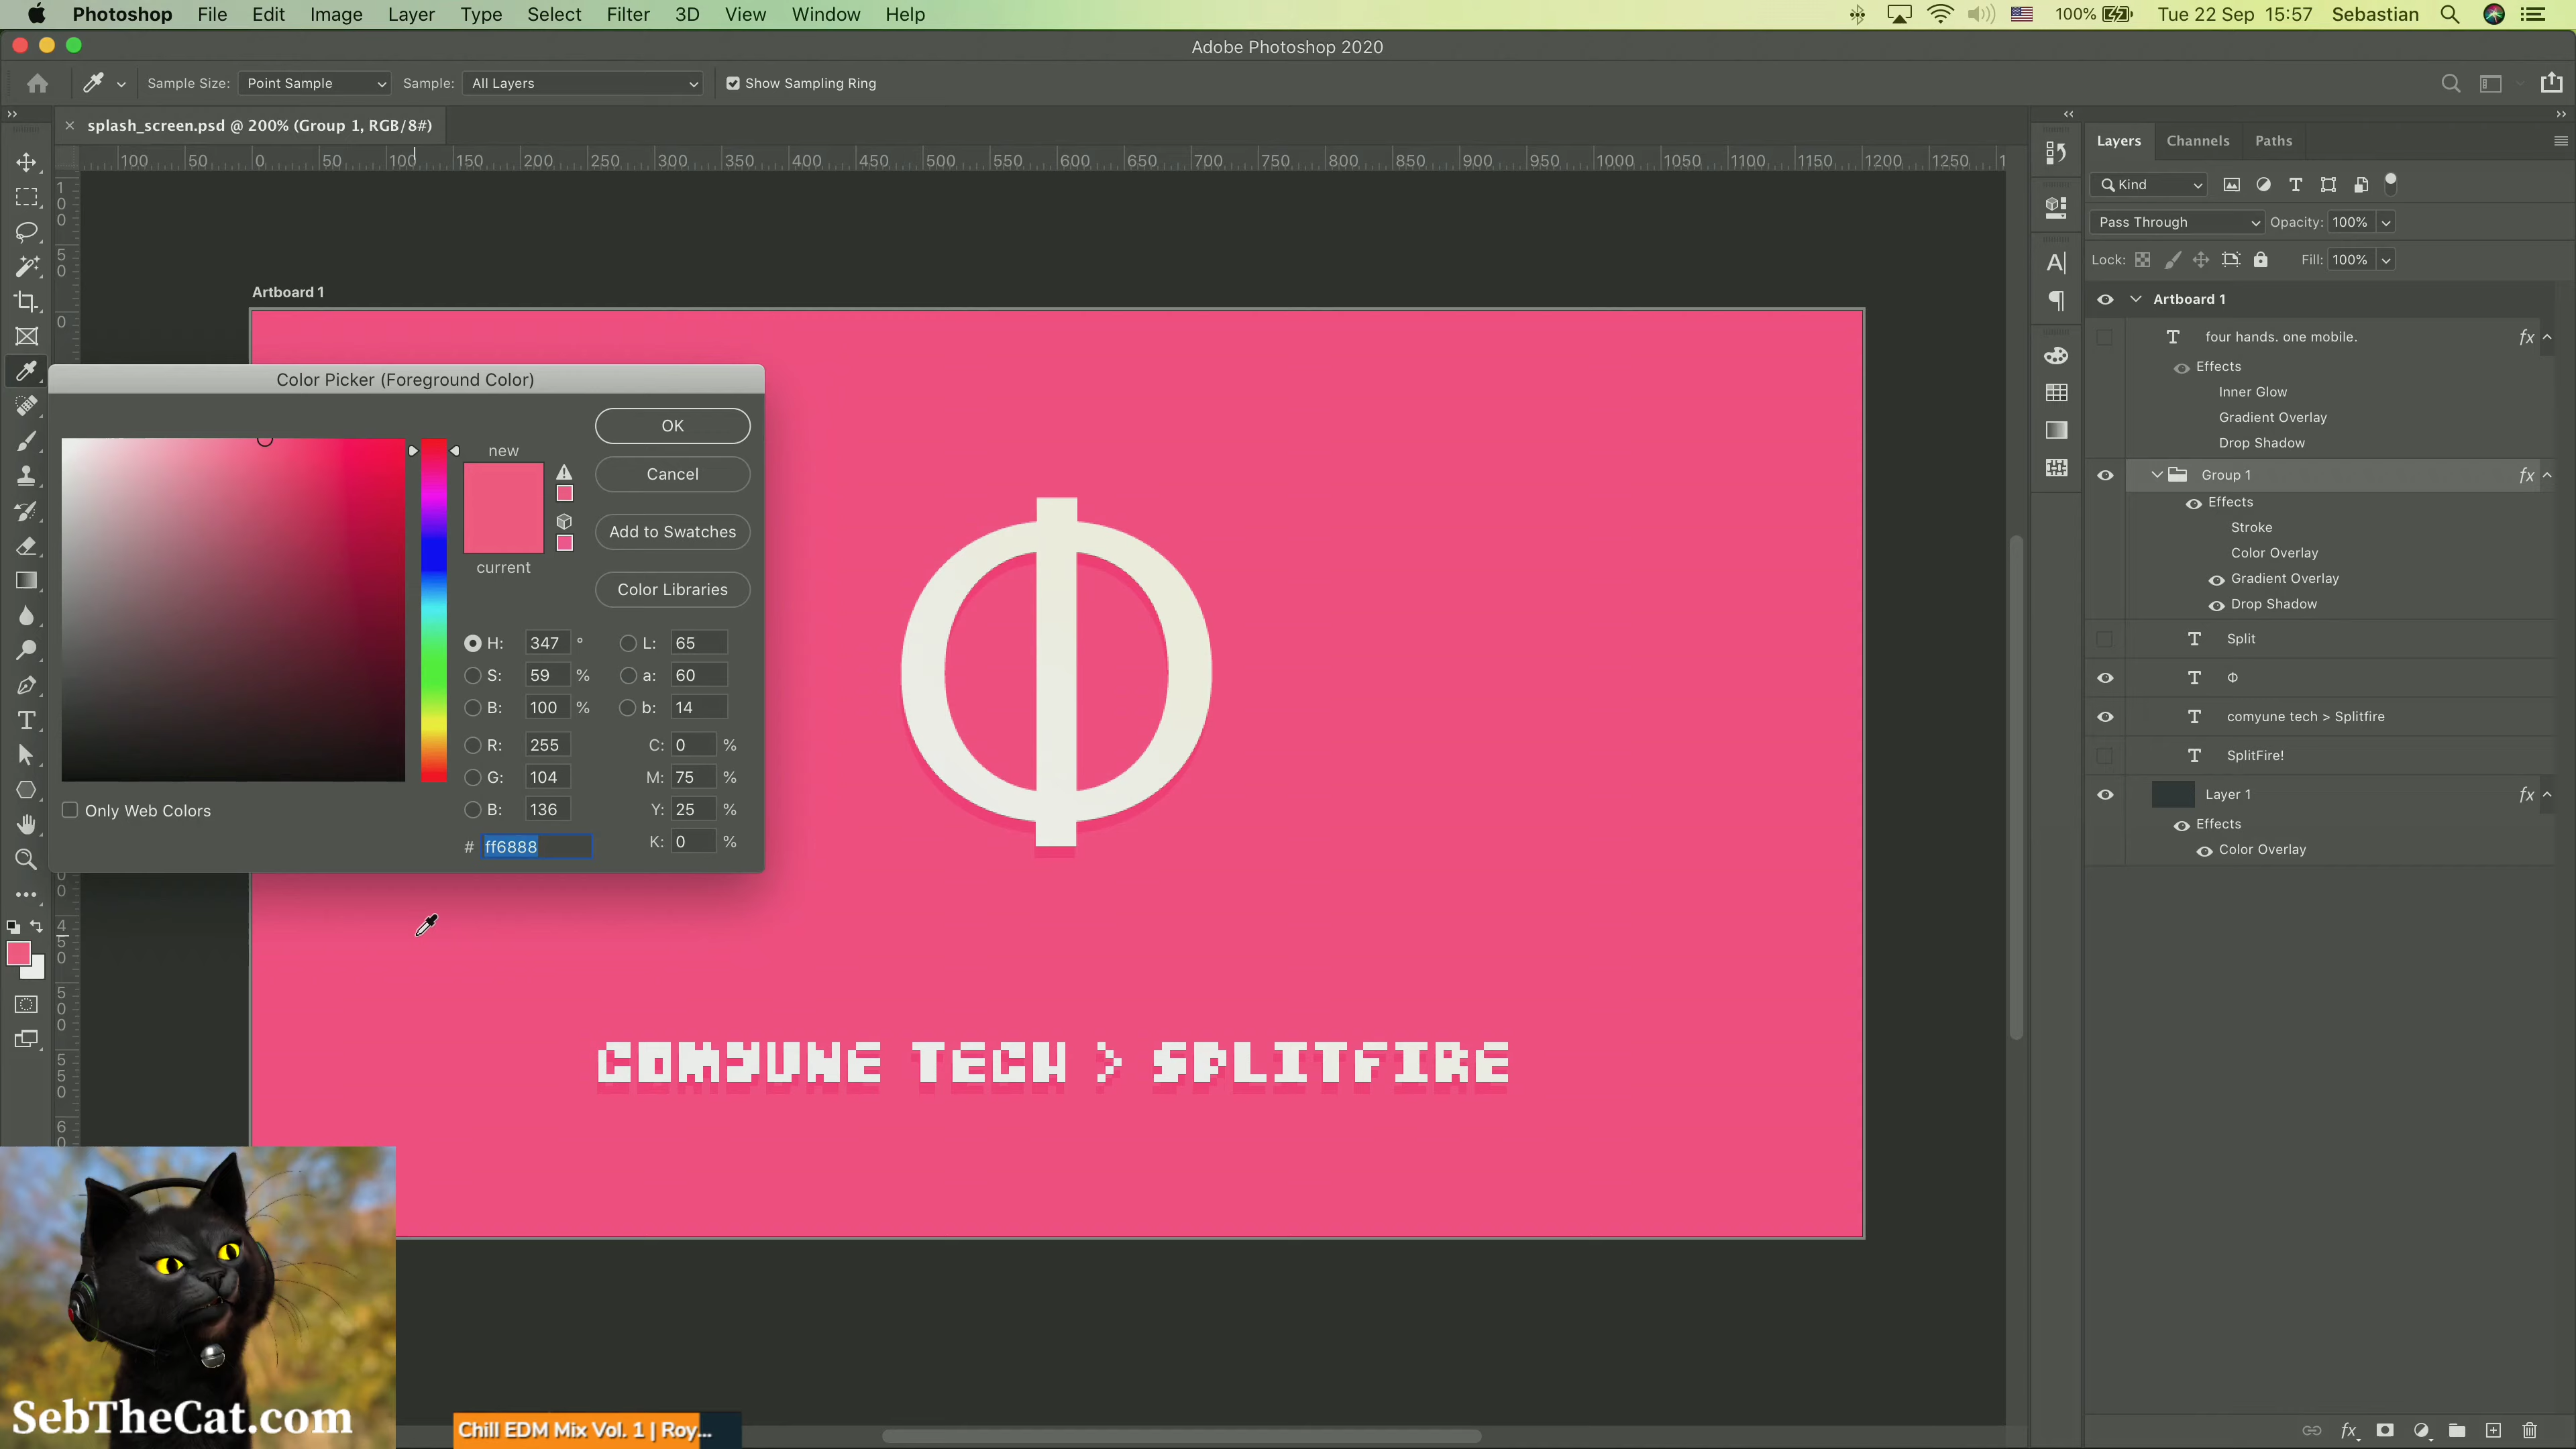 Photoshop File Edit Image Layer Type Select Filter 3D View Window Help 100% Tue 22 Sep 15:57 Sebastian
Adobe Photoshop 2020
Sample Size: Point Sample Sample: All Layers Show Sampling Ring
splash_screen.psd @ 200% (Group 1, RGB/8#)
100 50 0 50 100 150 200 250 300 350 400 450 500 550 600 650 700 750 800 850 900 950 1000 1050 1100 1150 1200 1250
Artboard 1
Color Picker (Foreground Color)
new
current
OK
Cancel
Add to Swatches
Color Libraries
H: 347 ° L: 65
S: 59 % a: 60
B: 100 % b: 14
R: 255 C: 0 %
G: 104 M: 75 %
B: 136 Y: 25 %
# ff6888 K: 0 %
Only Web Colors
Φ
COMYUNE TECH > SPLITFIRE
Layers Channels Paths
Kind
Pass Through Opacity: 100%
Lock: Fill: 100%
Artboard 1
four hands. one mobile. fx
Effects
Inner Glow
Gradient Overlay
Drop Shadow
Group 1 fx
Effects
Stroke
Color Overlay
Gradient Overlay
Drop Shadow
Split
Φ
comyune tech > Splitfire
SplitFire!
Layer 1 fx
Effects
Color Overlay
SebTheCat.com
Chill EDM Mix Vol. 1 | Roy...